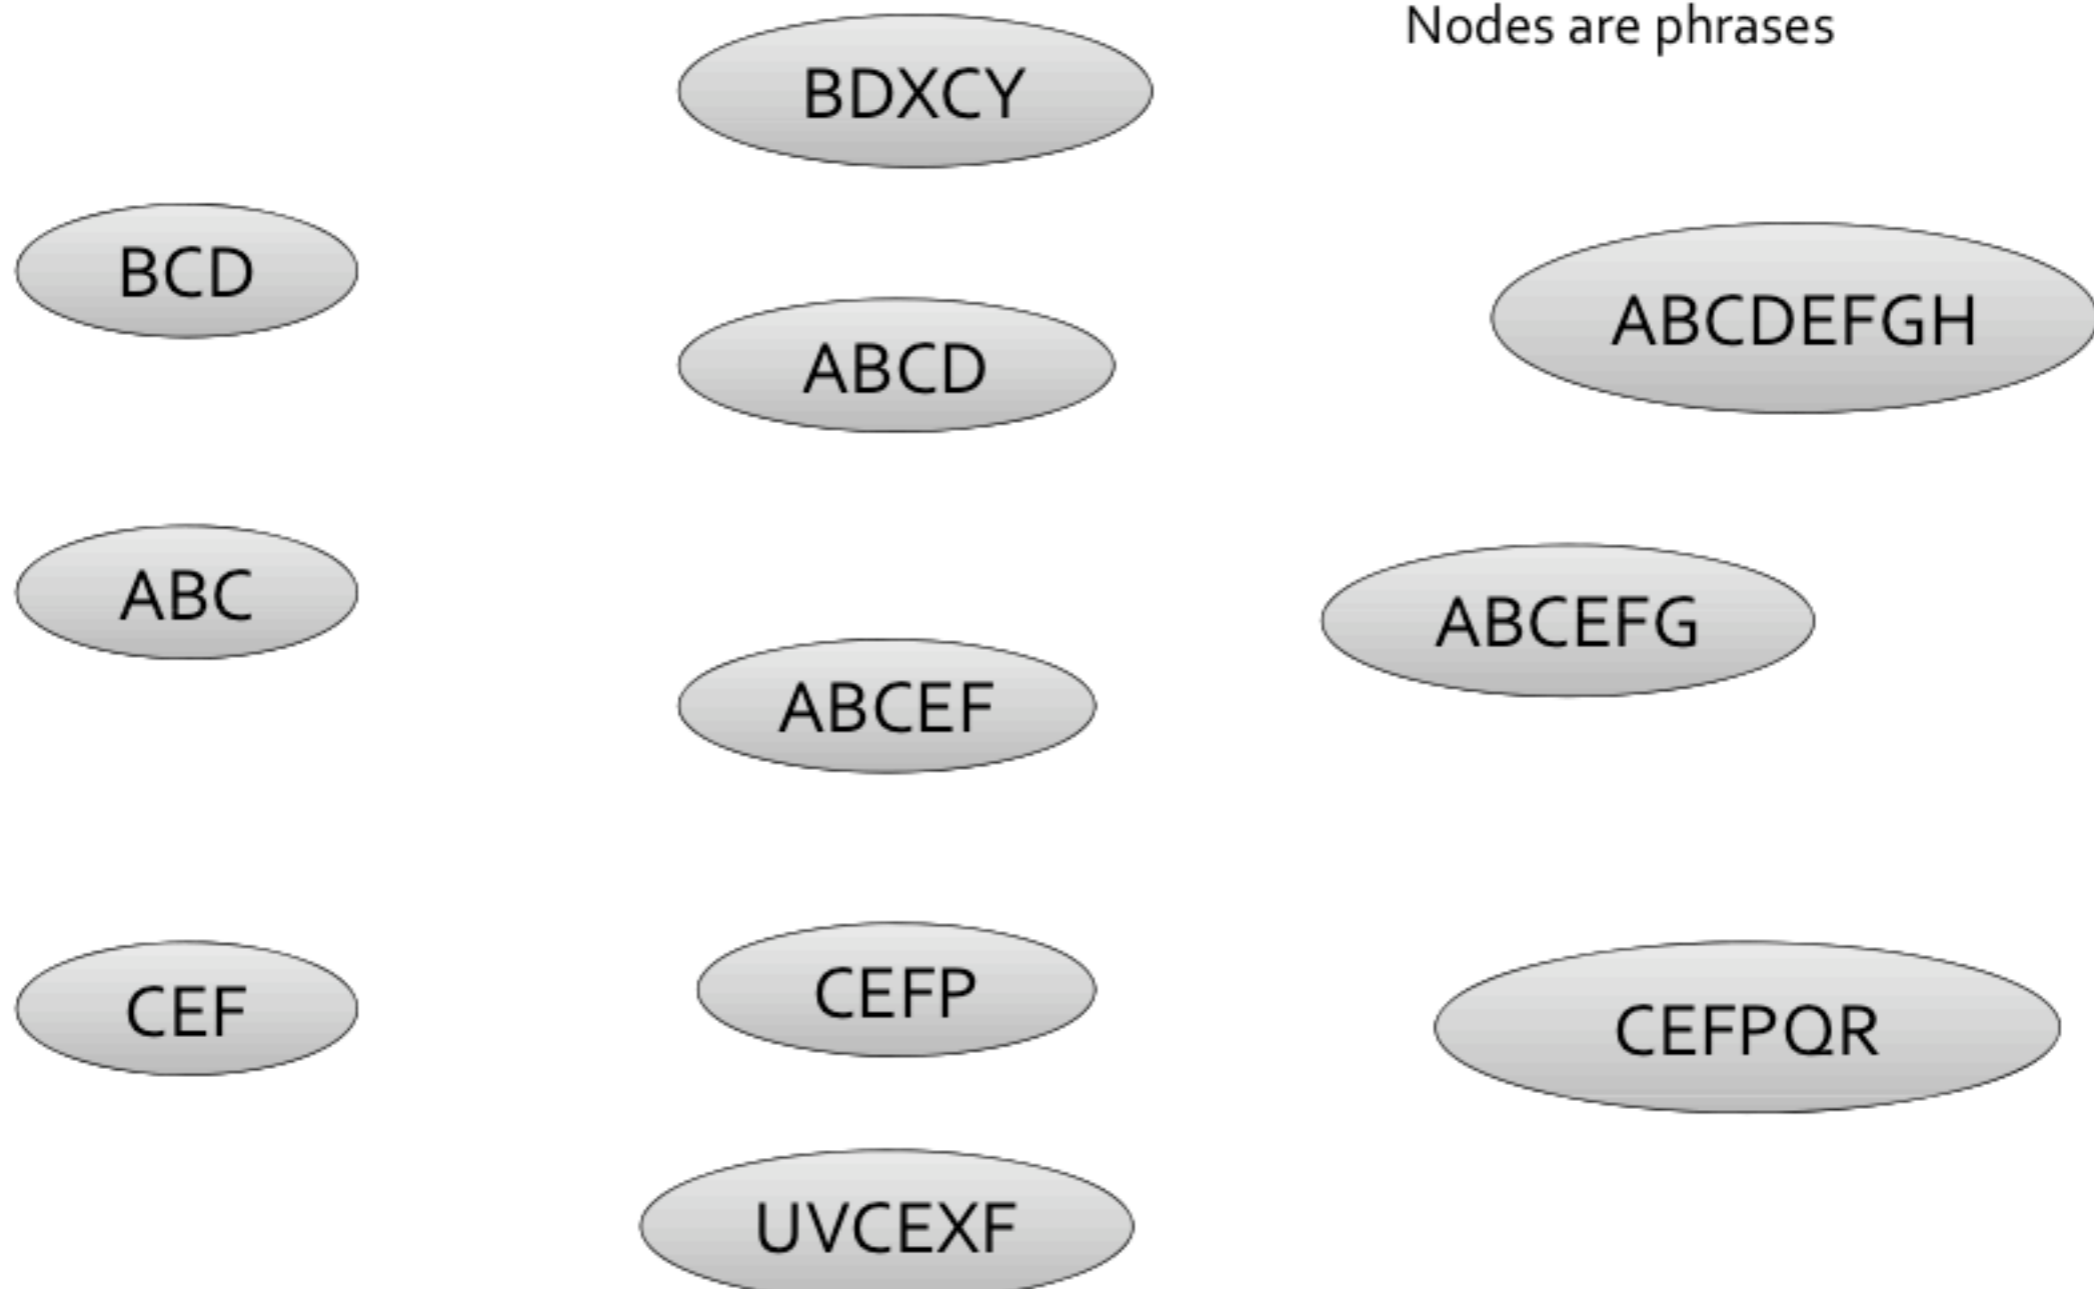 Nodes are phrases
BDXCY
BCD
ABCD
ABCDEFGH
ABC
ABCEF
ABCEFG
CEF
CEFP
CEFPQR
UVCEXF